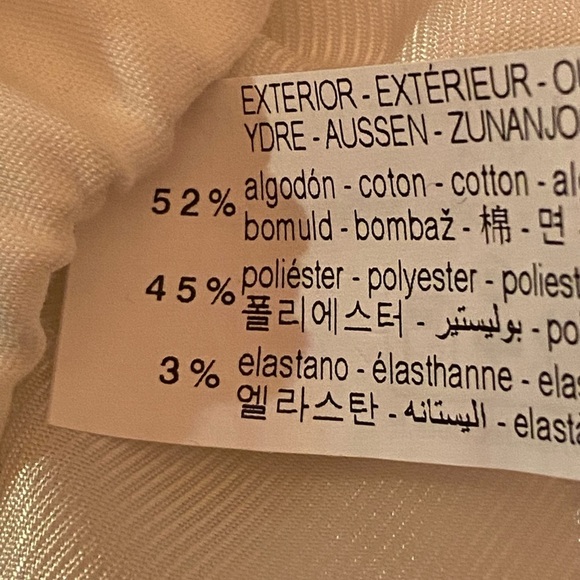 EXTERIOR - EXTÉRIEUR -
YDRE - AUSSEN - ZUNANJO
52% algodón - coton - cotton -
bomuld - bombaž - 棉 - 면
45% poliéster - polyester -
폴리에스터 - بوليستير -
3% elastano - élasthanne -
엘라스탄 - اليستانه -